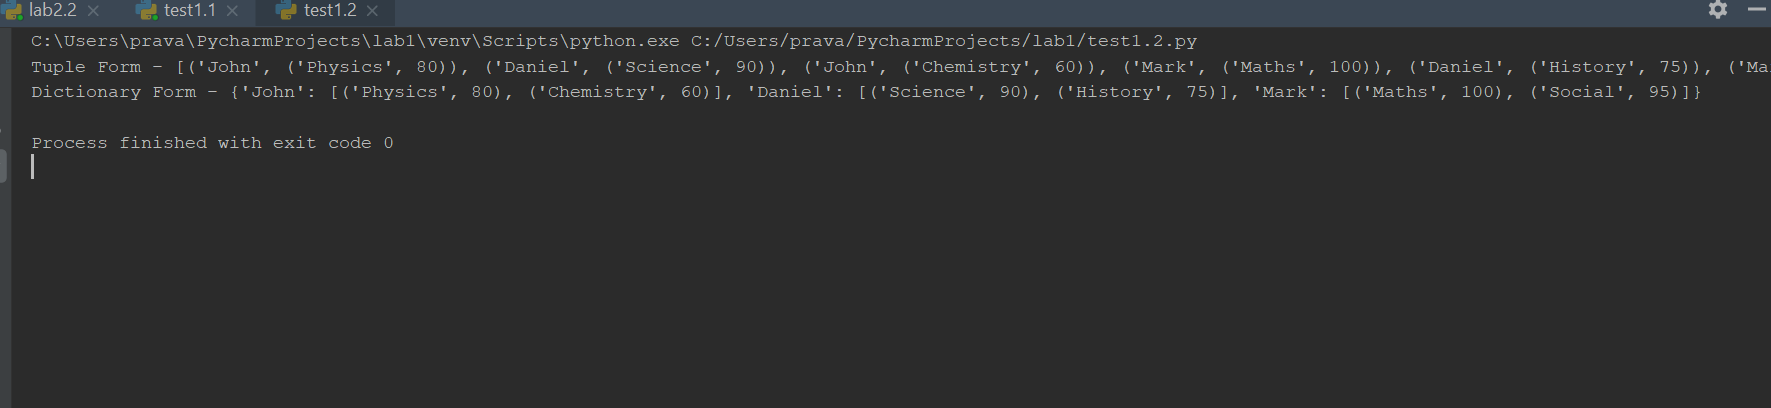 lab2.2 test1.1 test1.2
C:\Users\prava\PycharmProjects\lab1\venv\Scripts\python.exe C:/Users/prava/PycharmProjects/lab1/test1.2.py
Tuple Form - [('John', ('Physics', 80)), ('Daniel', ('Science', 90)), ('John', ('Chemistry', 60)), ('Mark', ('Maths', 100)), ('Daniel', ('History', 75)), ('Ma
Dictionary Form - {'John': [('Physics', 80), ('Chemistry', 60)], 'Daniel': [('Science', 90), ('History', 75)], 'Mark': [('Maths', 100), ('Social', 95)]}
Process finished with exit code 0